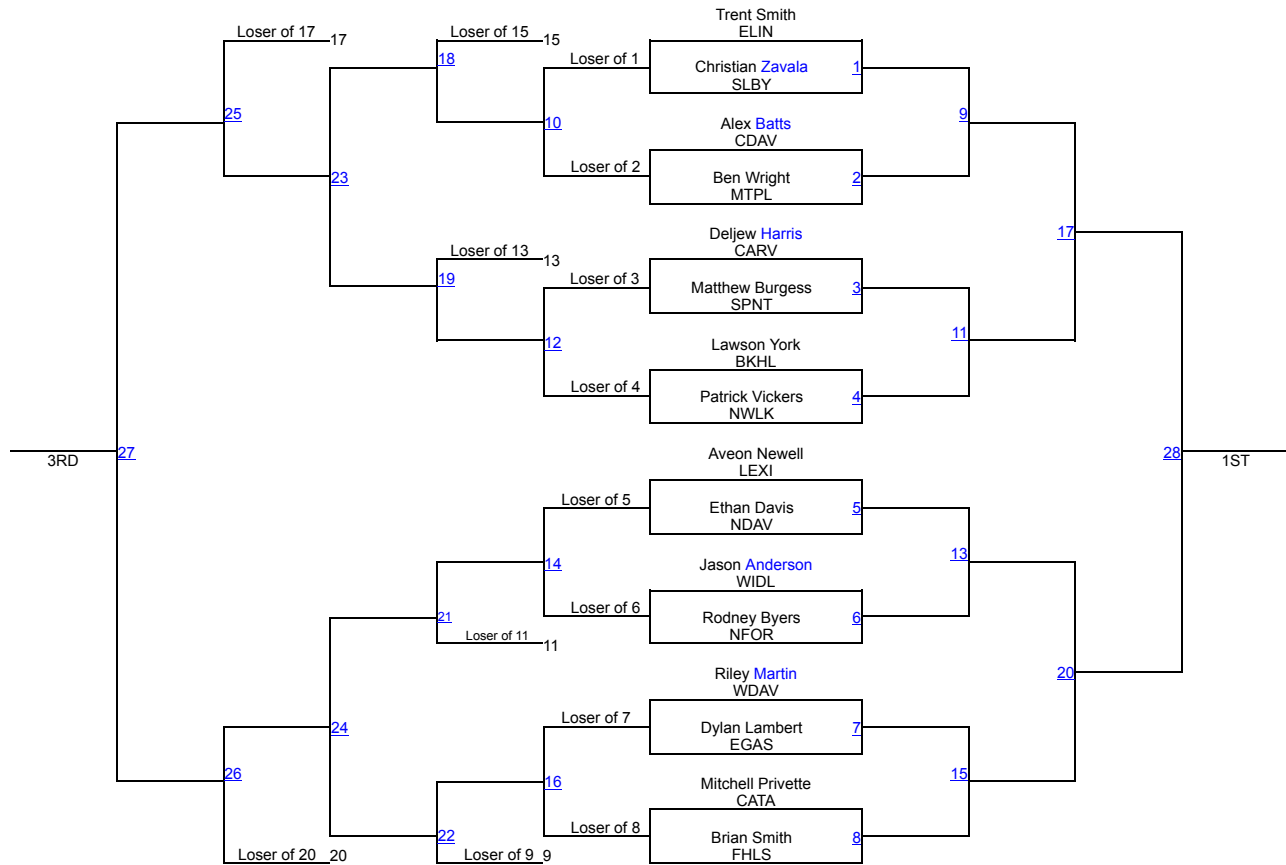 Trent Smith
ELIN
Loser of 17 17
Loser of 15 15
18
Loser of 1
Christian Zavala 1
SLBY
25
10
Alex Batts
CDAV
9
Loser of 2
Ben Wright 2
MTPL
23
Deljew Harris
CARV
17
Loser of 13 13
19
Loser of 3
Matthew Burgess 3
SPNT
12
Lawson York
BKHL
11
Loser of 4
Patrick Vickers 4
NWLK
3RD
27
Aveon Newell
LEXI
28
1ST
Loser of 5
Ethan Davis 5
NDAV
14
Jason Anderson
WIDL
13
21
Loser of 6
Rodney Byers 6
NFOR
Loser of 11 11
Riley Martin
WDAV
20
24
Loser of 7
Dylan Lambert 7
EGAS
26
16
Mitchell Privette
CATA
15
22
Loser of 8
Brian Smith 8
FHLS
Loser of 20 20
Loser of 9 9